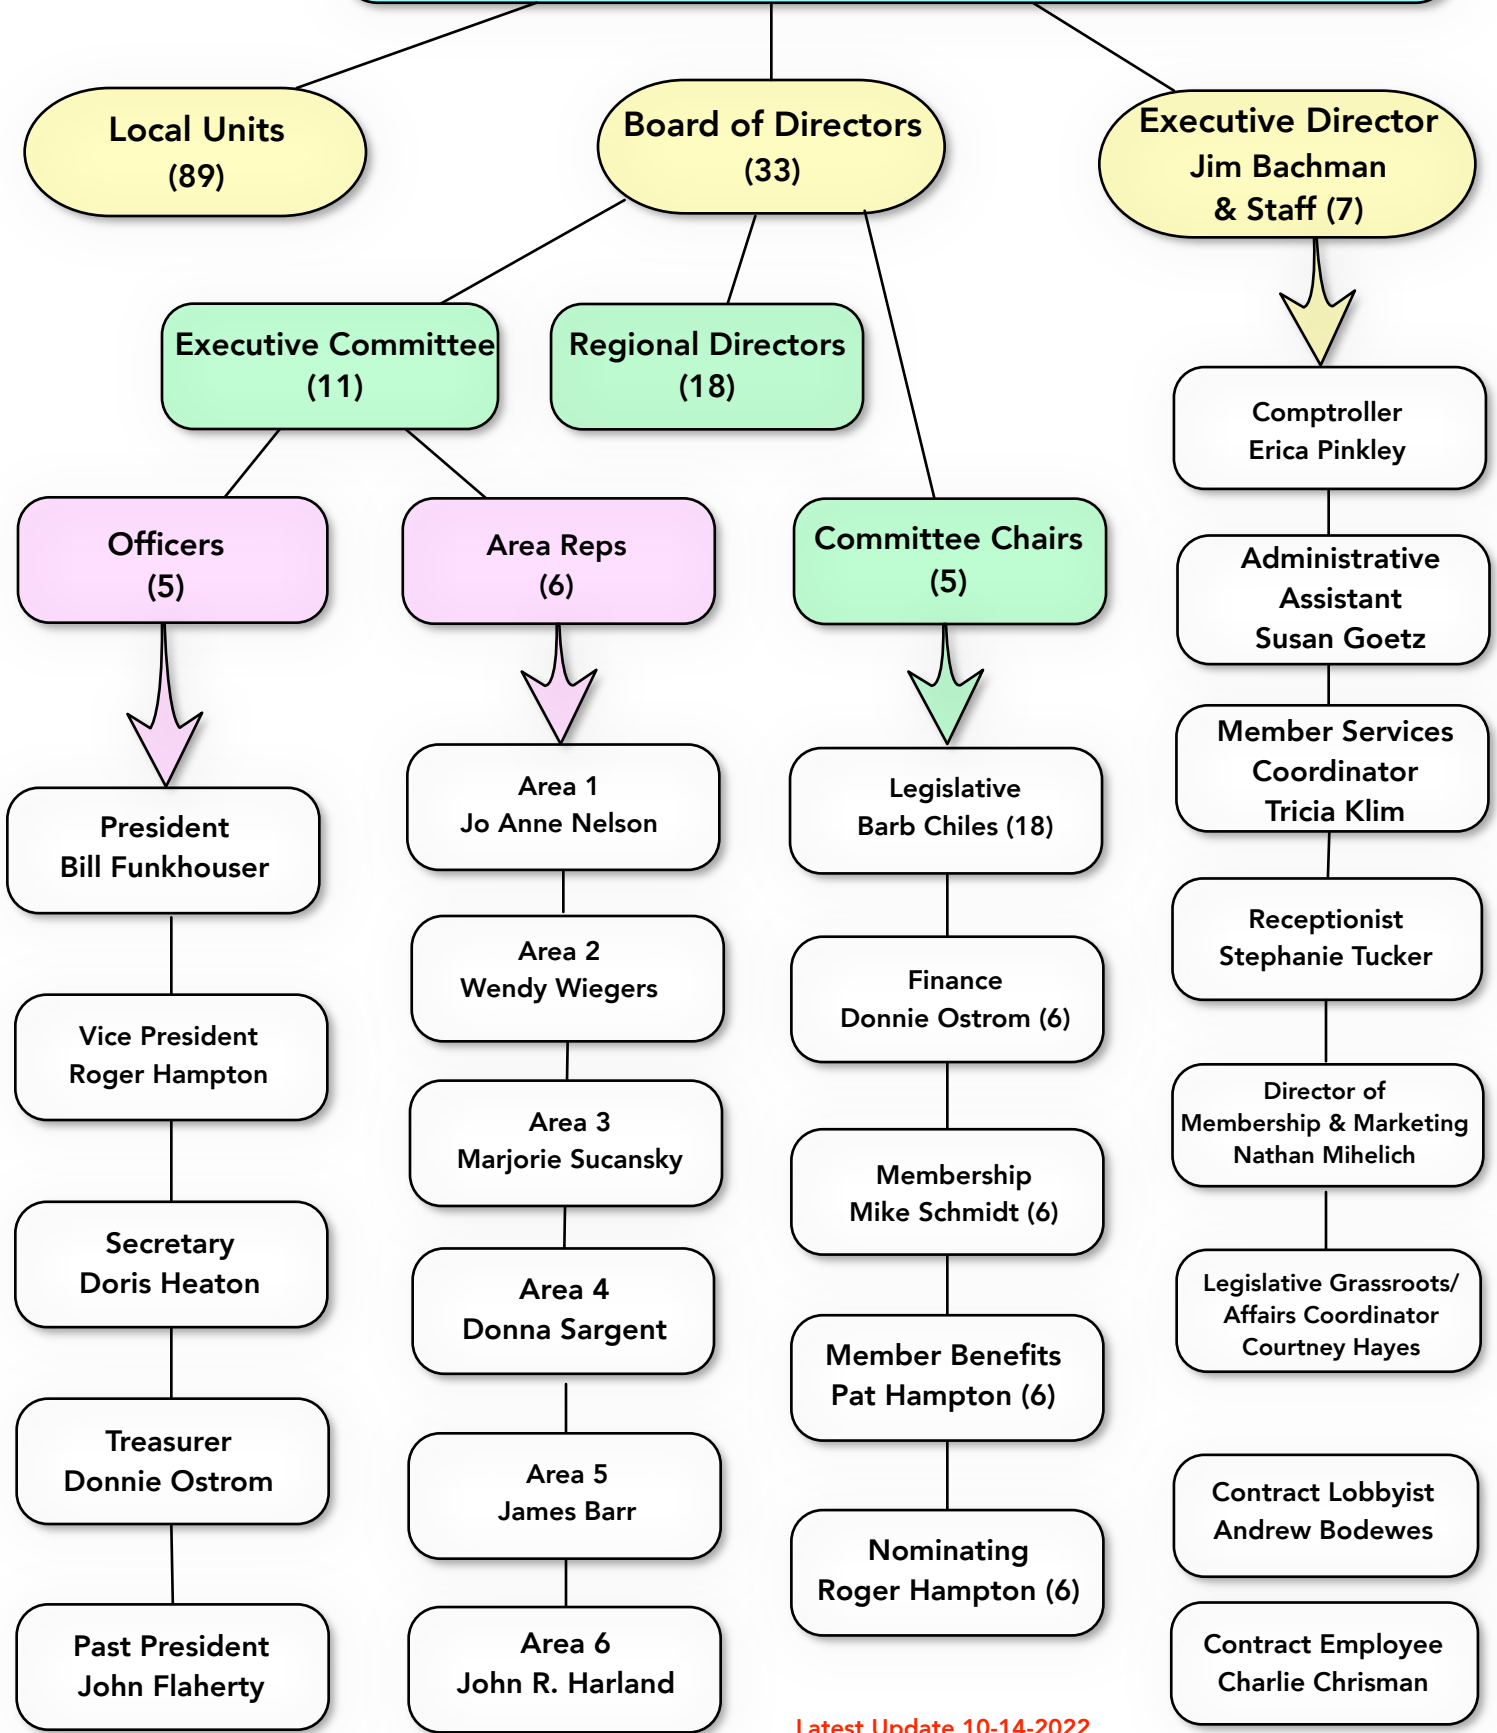 Local Units
(89)
Board of Directors
(33)
Executive Director
Jim Bachman
& Staff (7)
Executive Committee
(11)
Regional Directors
(18)
Officers
(5)
Area Reps
(6)
Committee Chairs
(5)
President
Bill Funkhouser
Vice President
Roger Hampton
Secretary
Doris Heaton
Treasurer
Donnie Ostrom
Past President
John Flaherty
Area 1
Jo Anne Nelson
Area 2
Wendy Wiegers
Area 3
Marjorie Sucansky
Area 4
Donna Sargent
Area 5
James Barr
Area 6
John R. Harland
Legislative
Barb Chiles (18)
Finance
Donnie Ostrom (6)
Membership
Mike Schmidt (6)
Member Benefits
Pat Hampton (6)
Nominating
Roger Hampton (6)
Comptroller
Erica Pinkley
Administrative
Assistant
Susan Goetz
Member Services
Coordinator
Tricia Klim
Receptionist
Stephanie Tucker
Director of
Membership & Marketing
Nathan Mihelich
Legislative Grassroots/
Affairs Coordinator
Courtney Hayes
Contract Lobbyist
Andrew Bodewes
Contract Employee
Charlie Chrisman
Latest Update 10-14-2022